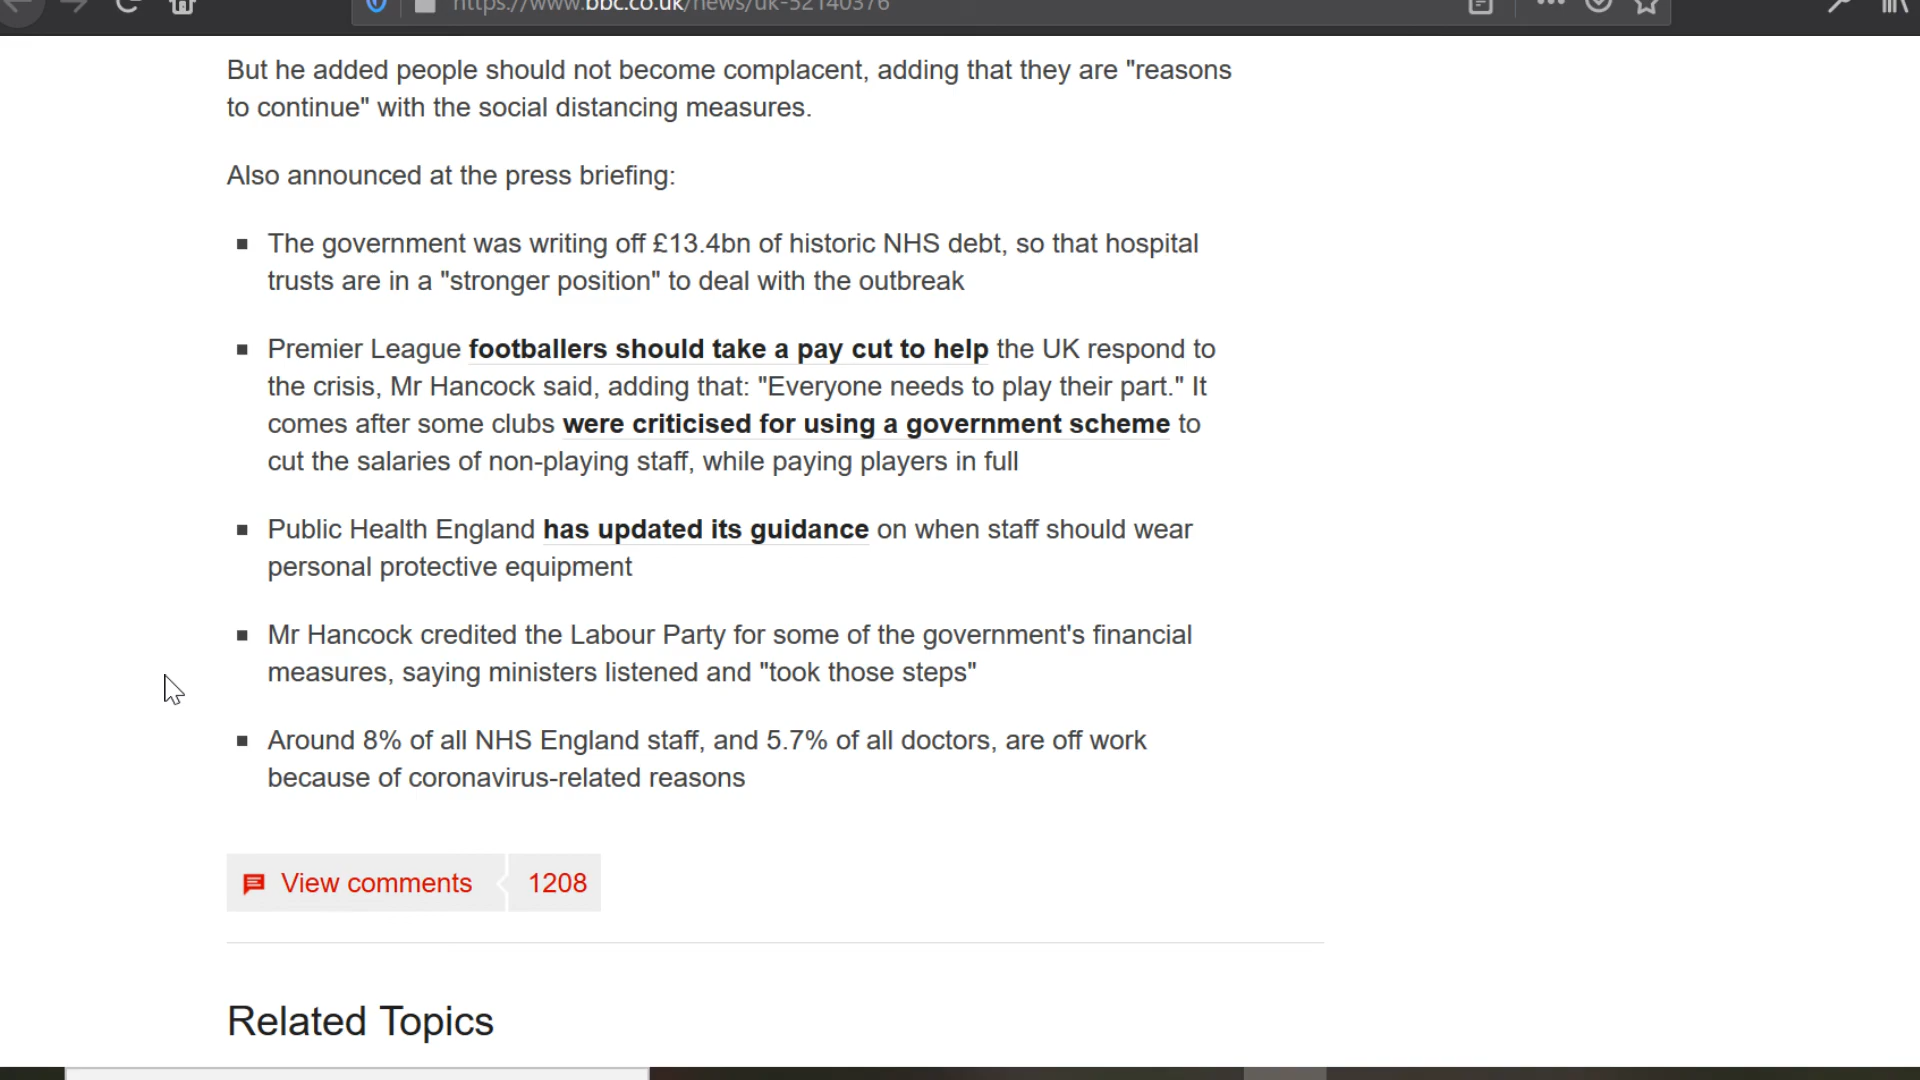 https://www.bbc.co.uk/news/uk-52140376
But he added people should not become complacent, adding that they are "reasons
to continue" with the social distancing measures.
Also announced at the press briefing:
▪ The government was writing off £13.4bn of historic NHS debt, so that hospital
trusts are in a "stronger position" to deal with the outbreak
▪ Premier League footballers should take a pay cut to help the UK respond to
the crisis, Mr Hancock said, adding that: "Everyone needs to play their part." It
comes after some clubs were criticised for using a government scheme to
cut the salaries of non-playing staff, while paying players in full
▪ Public Health England has updated its guidance on when staff should wear
personal protective equipment
▪ Mr Hancock credited the Labour Party for some of the government's financial
measures, saying ministers listened and "took those steps"
▪ Around 8% of all NHS England staff, and 5.7% of all doctors, are off work
because of coronavirus-related reasons
View comments 1208
Related Topics